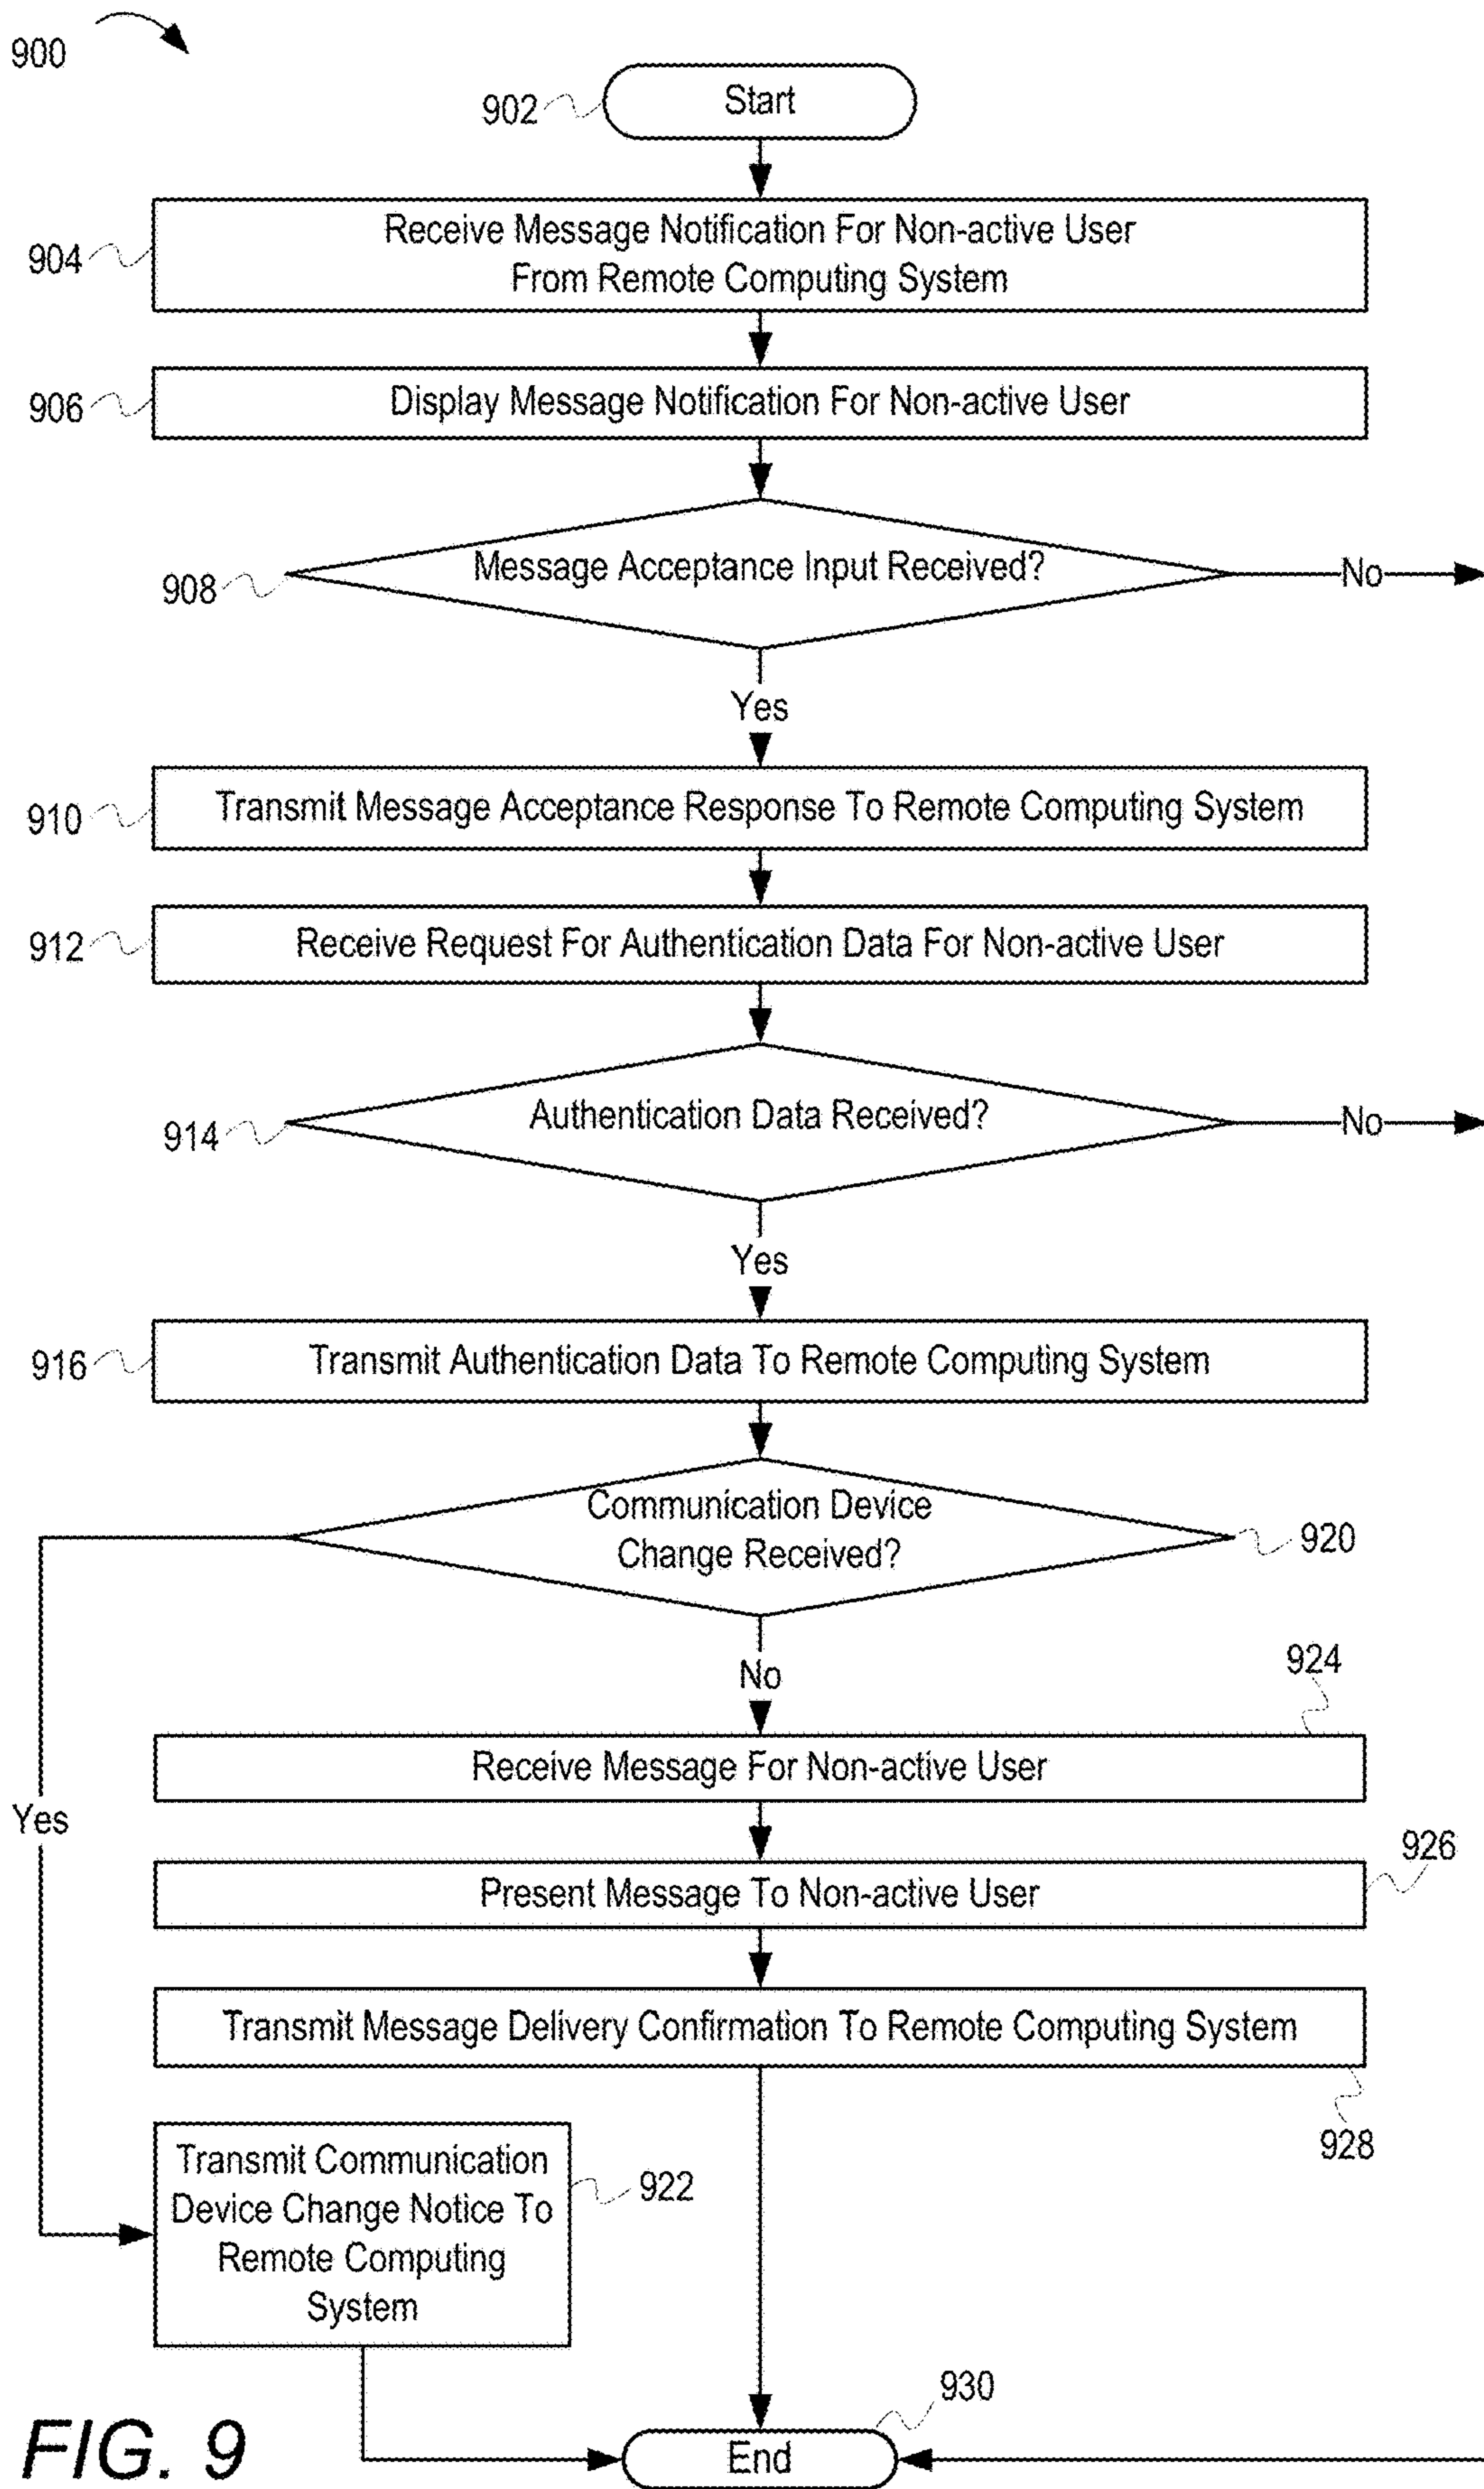 900
902
Start
904
Receive Message Notification For Non-active User
From Remote Computing System
906
Display Message Notification For Non-active User
908
Message Acceptance Input Received?
No
Yes
910
Transmit Message Acceptance Response To Remote Computing System
912
Receive Request For Authentication Data For Non-active User
914
Authentication Data Received?
No
Yes
916
Transmit Authentication Data To Remote Computing System
Communication Device
Change Received?
920
No
924
Receive Message For Non-active User
Yes
926
Present Message To Non-active User
Transmit Message Delivery Confirmation To Remote Computing System
928
Transmit Communication
Device Change Notice To
Remote Computing
System
922
930
End
FIG. 9